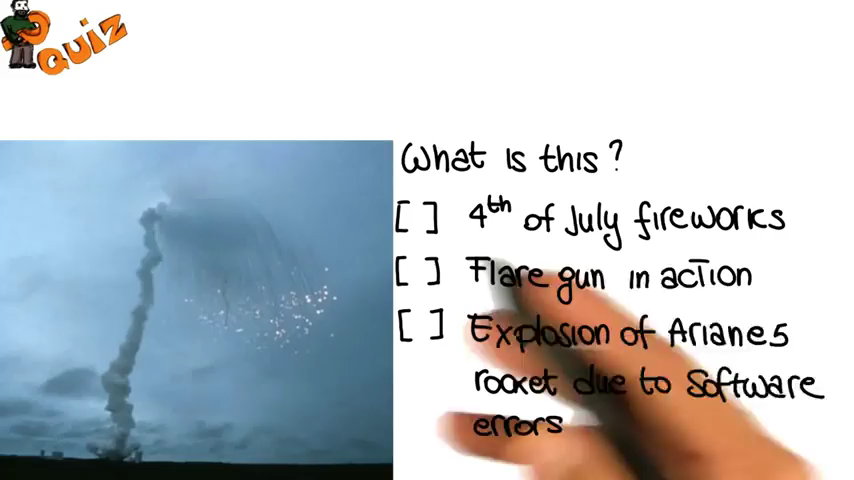 QUIZ
What is this?
[ ] 4th of July fireworks
[ ] Flare gun in action
[ ] Explosion of Ariane5
rocket due to Software
errors